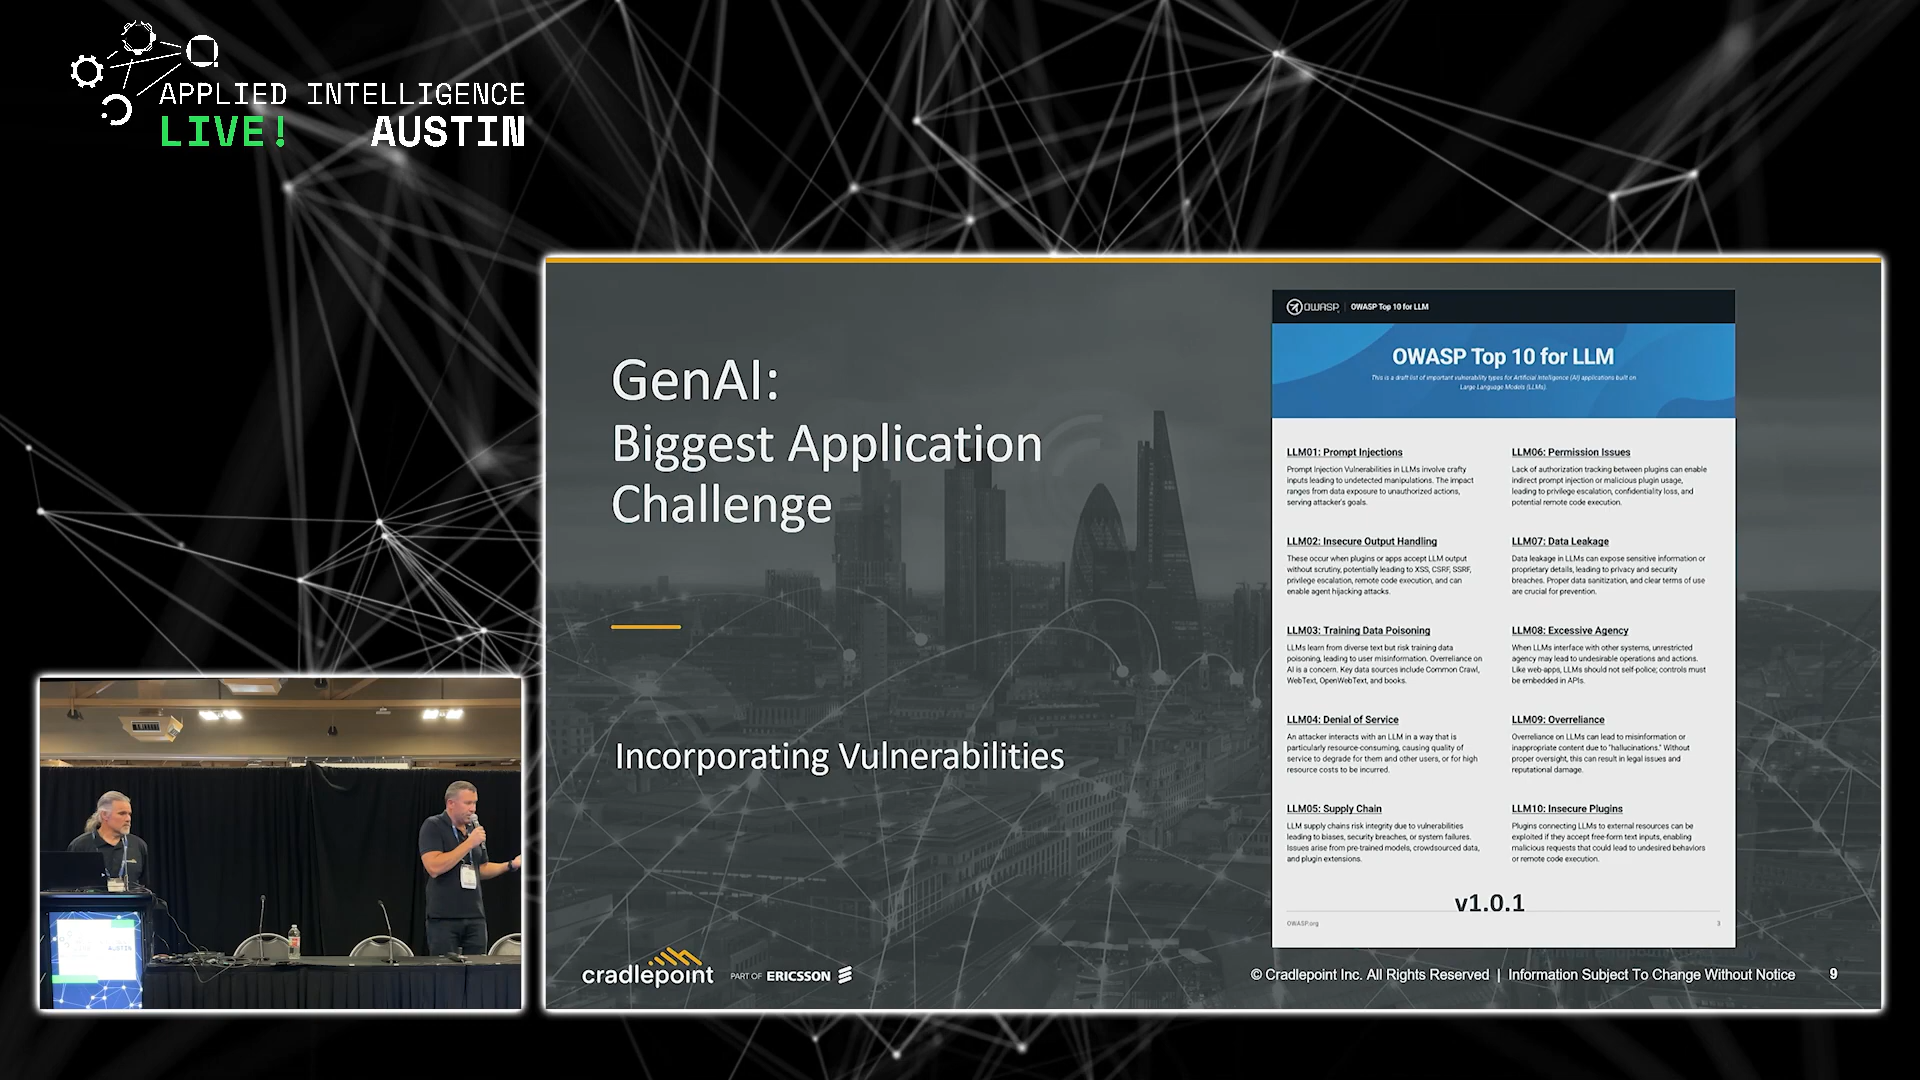 APPLIED INTELLIGENCE
LIVE! AUSTIN
GenAI:
Biggest Application
Challenge
Incorporating Vulnerabilities
OWASP | OWASP Top 10 for LLM
OWASP Top 10 for LLM
This is a draft list of important vulnerability types for Artificial Intelligence (AI) applications built on
Large Language Models (LLMs)
LLM01: Prompt Injections
Prompt Injection Vulnerabilities in LLMs involve crafty
inputs leading to undetected manipulations. The impact
ranges from data exposure to unauthorized actions,
serving attacker's goals.
LLM02: Insecure Output Handling
These occur when plugins or apps accept LLM output
without scrutiny, potentially leading to XSS, CSRF, SSRF,
privilege escalation, remote code execution, and can
enable agent hijacking attacks.
LLM03: Training Data Poisoning
LLMs learn from diverse text but risk training data
poisoning, leading to user misinformation. Overreliance on
AI is a concern. Key data sources include Common Crawl,
WebText, OpenWebText, and books.
LLM04: Denial of Service
An attacker interacts with an LLM in a way that is
particularly resource-consuming, causing quality of
service to degrade for them and other users, or for high
resource costs to be incurred.
LLM05: Supply Chain
LLM supply chains risk integrity due to vulnerabilities
leading to biases, security breaches, or system failures.
Issues arise from pre-trained models, crowdsourced data,
and plugin extensions.
LLM06: Permission Issues
Lack of authorization tracking between plugins can enable
indirect prompt injection or malicious plugin usage,
leading to privilege escalation, confidentiality loss, and
potential remote code execution.
LLM07: Data Leakage
Data leakage in LLMs can expose sensitive information or
proprietary details, leading to privacy and security
breaches. Proper data sanitization, and clear terms of use
are crucial for prevention.
LLM08: Excessive Agency
When LLMs interface with other systems, unrestricted
agency may lead to undesirable operations and actions.
Like web-apps, LLMs should not self-police; controls must
be embedded in APIs.
LLM09: Overreliance
Overreliance on LLMs can lead to misinformation or
inappropriate content due to "hallucinations." Without
proper oversight, this can result in legal issues and
reputational damage.
LLM10: Insecure Plugins
Plugins connecting LLMs to external resources can be
exploited if they accept free-form text inputs, enabling
malicious requests that could lead to undesired behaviors
or remote code execution.
v1.0.1
OWASP.org 3
cradlepoint PART OF ERICSSON
© Cradlepoint Inc. All Rights Reserved | Information Subject To Change Without Notice 9